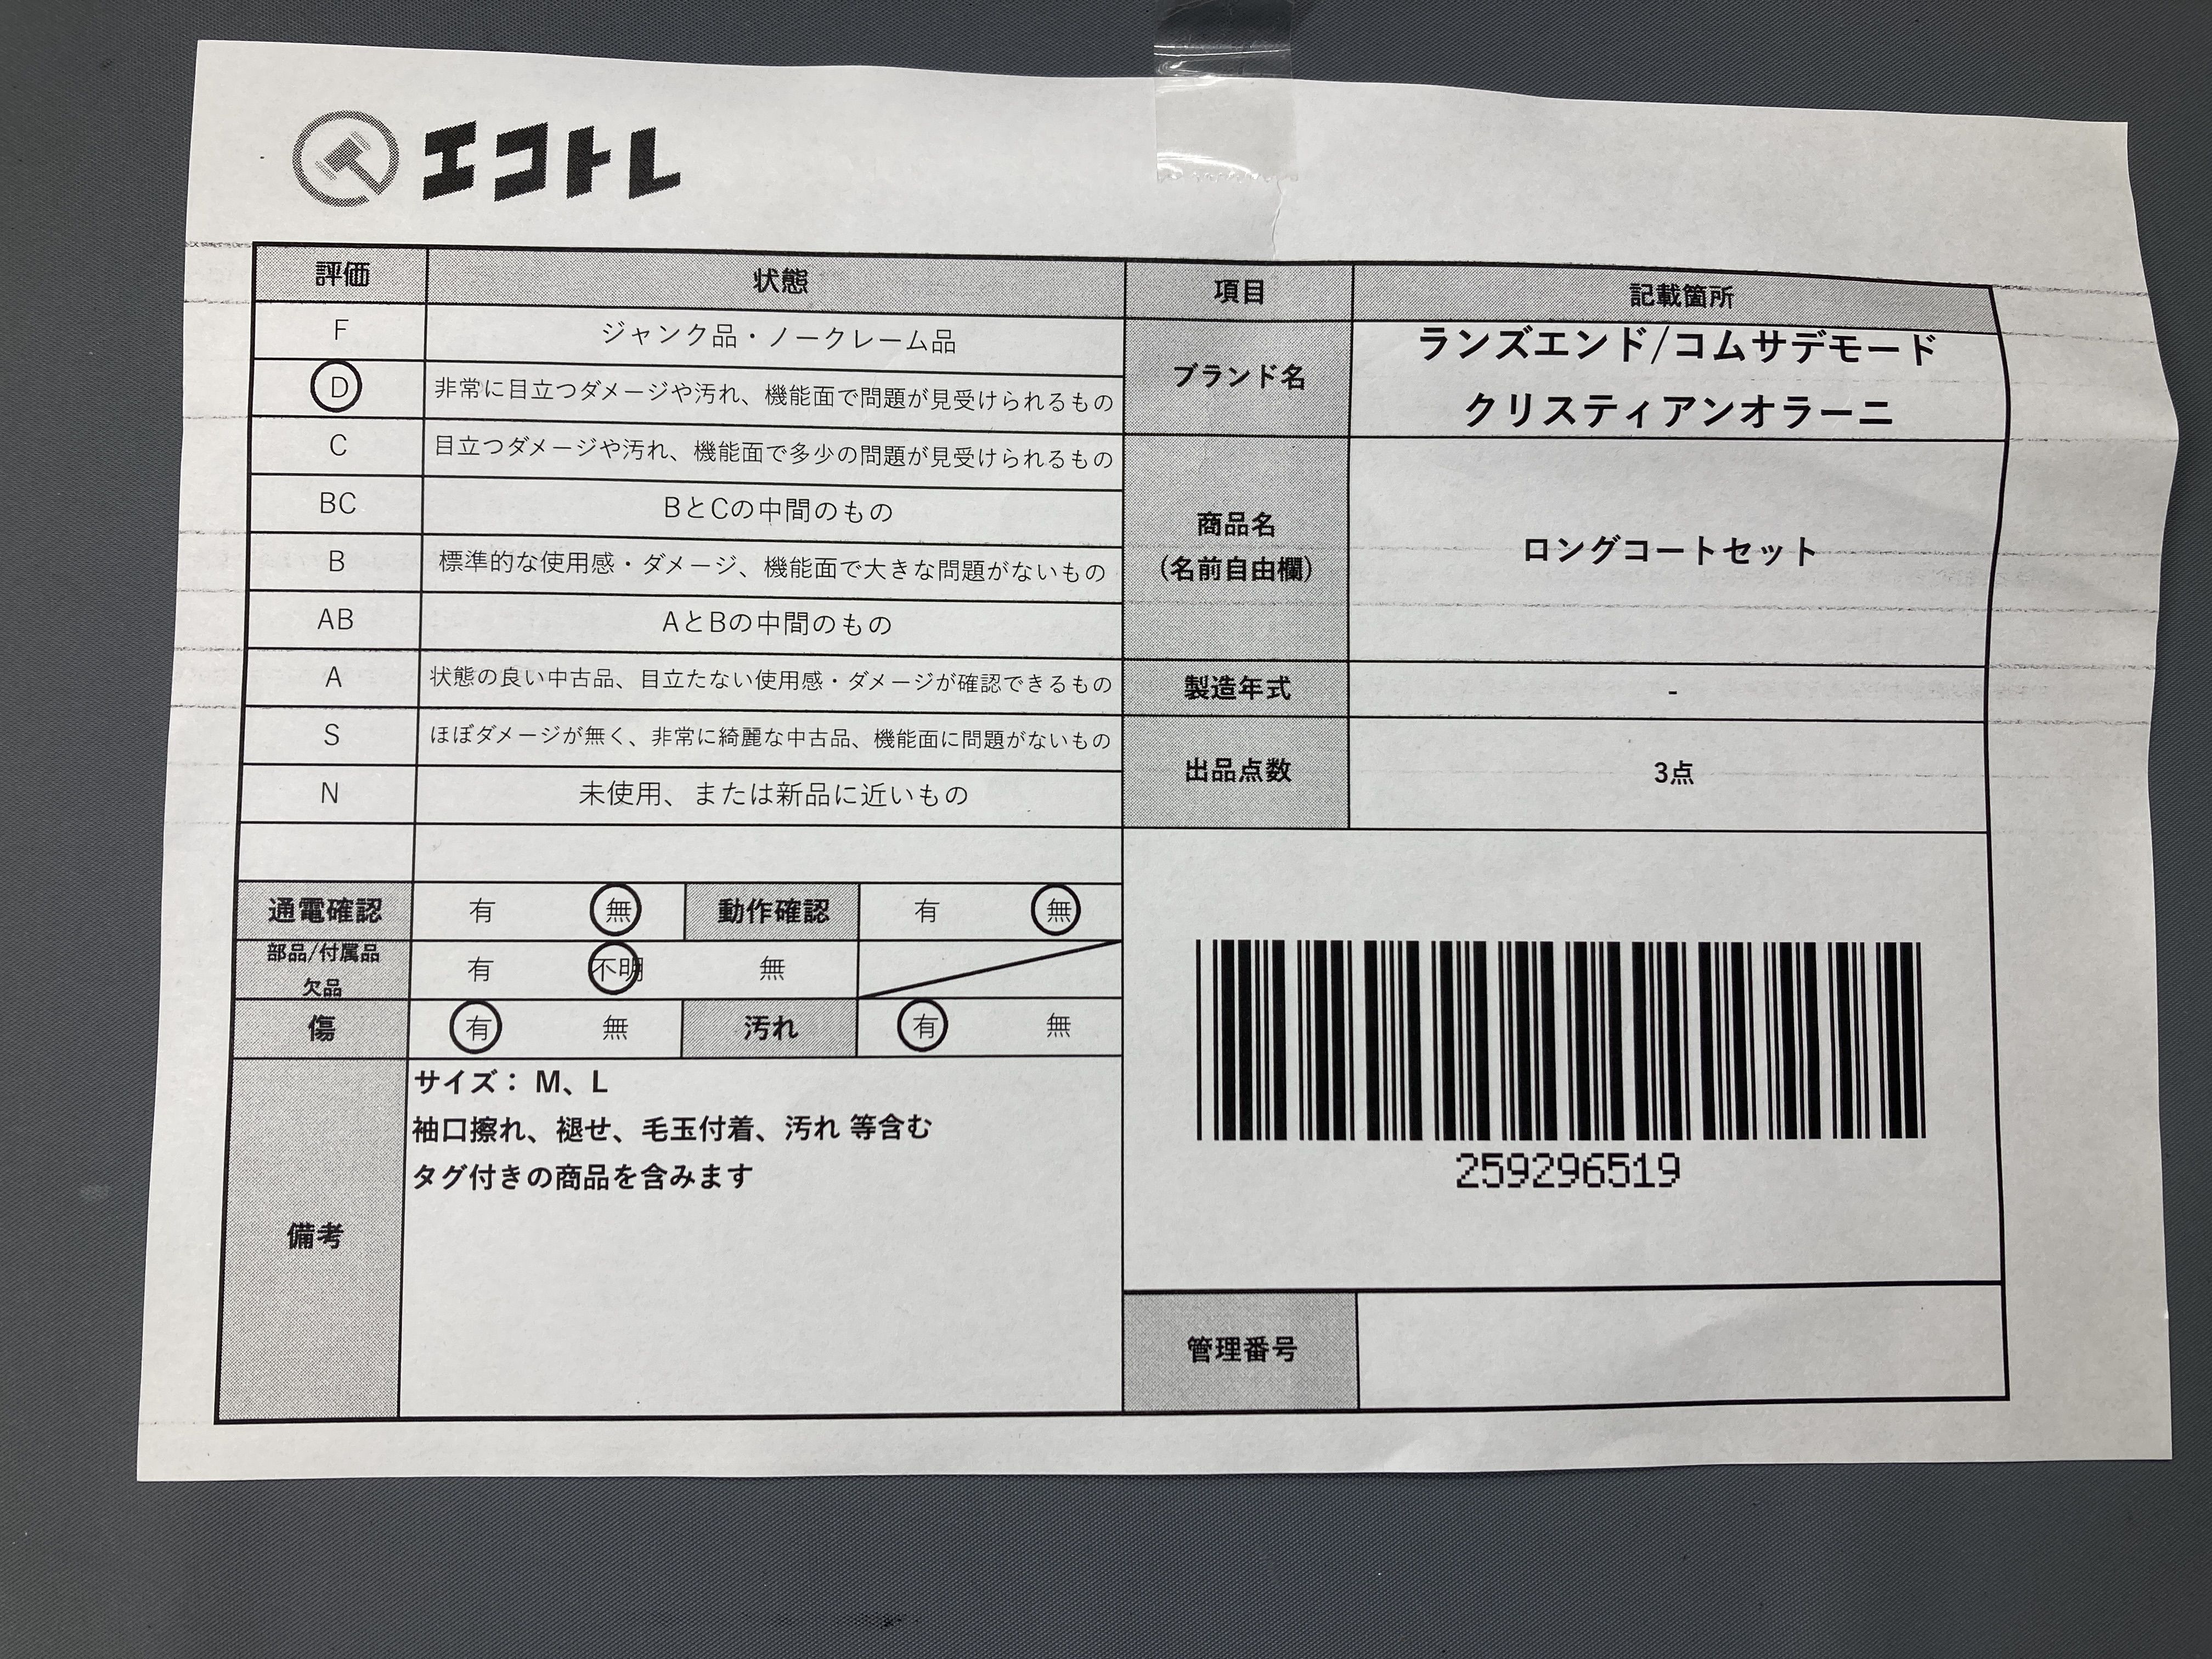 エコトレ
評価 状態 項目 記載箇所
F ジャンク品・ノークレーム品
D 非常に目立つダメージや汚れ、機能面で問題が見受けられるもの
C 目立つダメージや汚れ、機能面で多少の問題が見受けられるもの
BC BとCの中間のもの
B 標準的な使用感・ダメージ、機能面で大きな問題がないもの
AB AとBの中間のもの
A 状態の良い中古品、目立たない使用感・ダメージが確認できるもの
S ほぼダメージが無く、非常に綺麗な中古品、機能面に問題がないもの
N 未使用、または新品に近いもの
通電確認 有 無 動作確認 有 無
部品/付属品
欠品 有 不明 無
傷 有 無 汚れ 有 無
備考
サイズ： M、L
袖口擦れ、褪せ、毛玉付着、汚れ 等含む
タグ付きの商品を含みます
ブランド名
ランズエンド/コムサデモード
クリスティアンオラーニ
商品名
（名前自由欄）
ロングコートセット
製造年式 -
出品点数 3点
259296519
管理番号